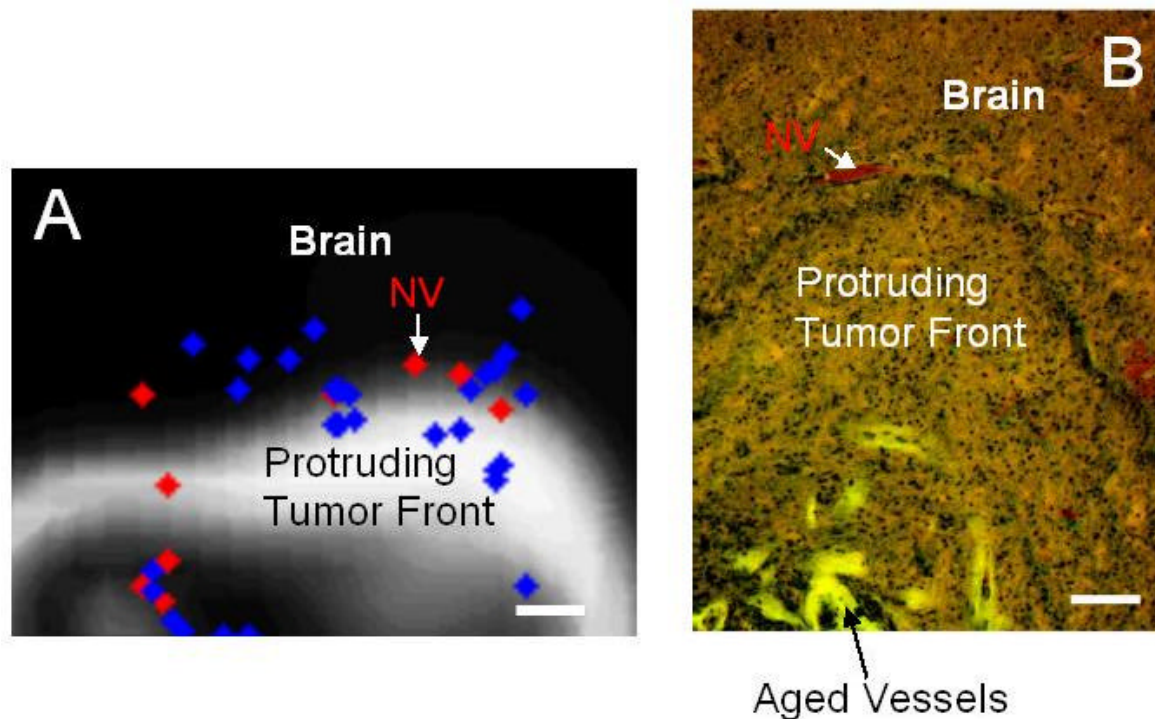 A
Brain
NV
Protruding
Tumor Front
B
Brain
NV
Protruding
Tumor Front
Aged Vessels